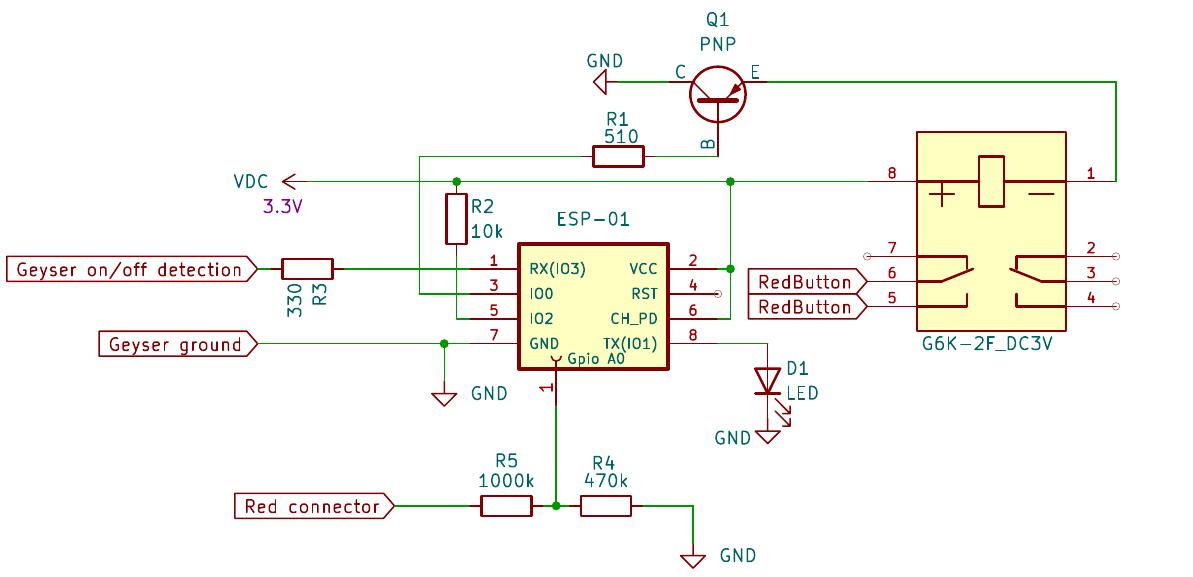 Q1
PNP
GND
C
E
B
R1
510
VDC
3.3V
8
1
+
—
R2
10k
ESP-01
Geyser on/off detection
330
R3
1
RX(IO3)
VCC
2
3
IO0
RST
4
5
IO2
CH_PD
6
7
GND
TX(IO1)
8
Gpio A0
1
7
2
RedButton
6
3
RedButton
5
4
G6K-2F_DC3V
Geyser ground
GND
D1
LED
GND
R5
1000k
R4
470k
Red connector
GND